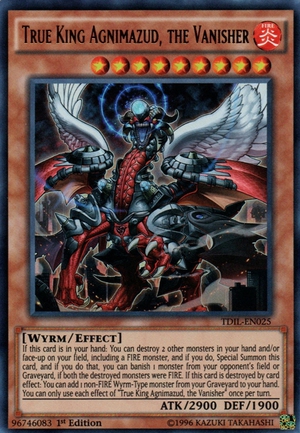 True King Agnimazud, the Vanisher
FIRE
炎
TDIL-EN025
[Wyrm/Effect]
If this card is in your hand: You can destroy 2 other monsters in your hand and/or
face-up on your field, including a FIRE monster, and if you do, Special Summon this
card, and if you do that, you can banish 1 monster from your opponent's field or
Graveyard, if both the destroyed monsters were FIRE. If this card is destroyed by card
effect: You can add 1 non-FIRE Wyrm-Type monster from your Graveyard to your hand.
You can only use each effect of "True King Agnimazud, the Vanisher" once per turn.
ATK/2900 DEF/1900
96746083 1st Edition ©1996 KAZUKI TAKAHASHI